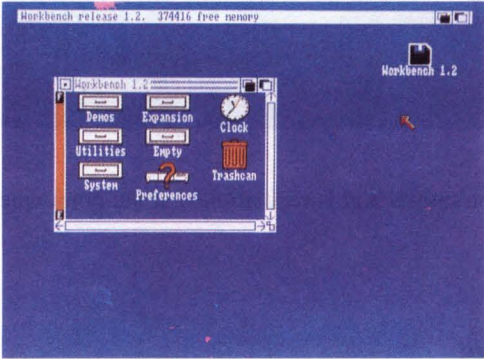 Workbench release 1.2. 374416 free memory
Workbench 1.2
Workbench 1.2
Demos
Expansion
Clock
Utilities
Empty
Trashcan
System
Preferences
F
E